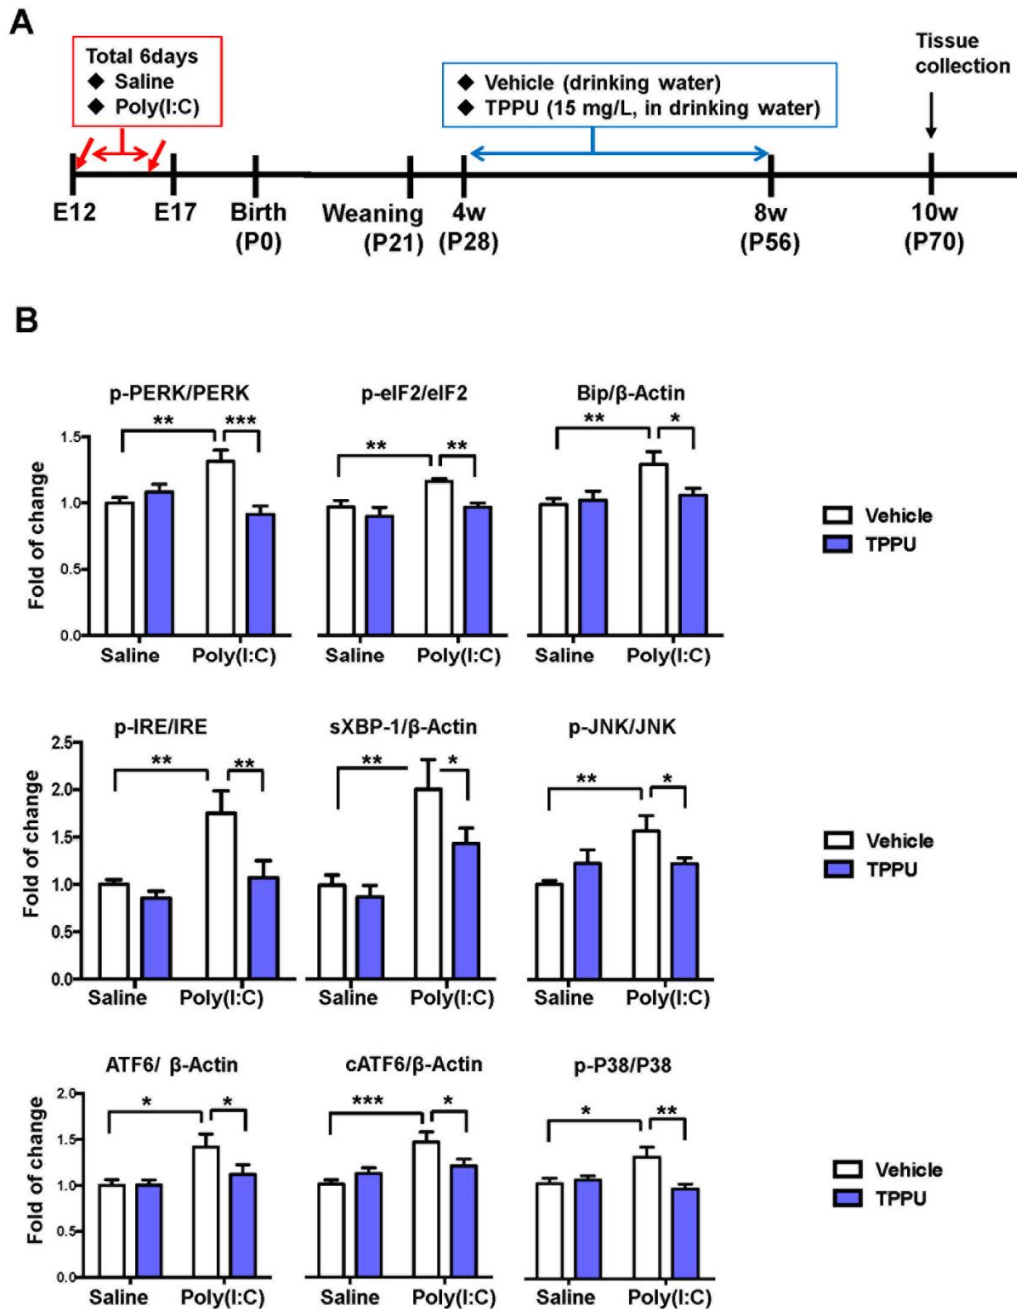 A
Total 6days
◆ Saline
◆ Poly(I:C)
◆ Vehicle (drinking water)
◆ TPPU (15 mg/L, in drinking water)
Tissue
collection
E12 E17 Birth Weaning 4w 8w 10w
(P0) (P21) (P28) (P56) (P70)
B
p-PERK/PERK p-eIF2/eIF2 Bip/β-Actin
** *** ** ** ** *
Fold of change
1.5
1.0
0.5
0.0
Saline Poly(I:C) Saline Poly(I:C) Saline Poly(I:C)
Vehicle
TPPU
p-IRE/IRE sXBP-1/β-Actin p-JNK/JNK
** ** ** * ** *
Fold of change
2.5
2.0
1.5
1.0
0.5
0.0
Saline Poly(I:C) Saline Poly(I:C) Saline Poly(I:C)
Vehicle
TPPU
ATF6/ β-Actin cATF6/β-Actin p-P38/P38
* * *** * * **
Fold of change
2.0
1.5
1.0
0.5
0.0
Saline Poly(I:C) Saline Poly(I:C) Saline Poly(I:C)
Vehicle
TPPU